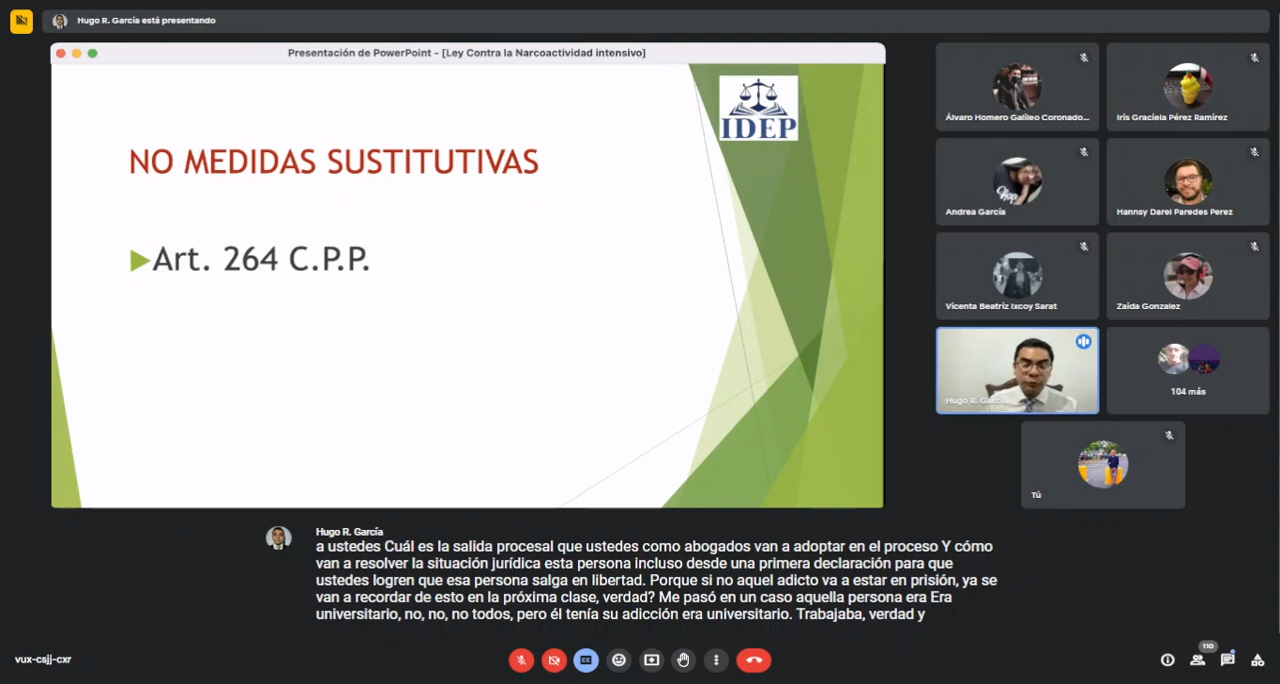 Hugo R. García está presentando
Presentación de PowerPoint - [Ley Contra la Narcoactividad intensivo]
IDEP
NO MEDIDAS SUSTITUTIVAS
Art. 264 C.P.P.
Álvaro Homero Galileo Coronado...
Iris Graciela Pérez Ramirez
Andrea García
Hannsy Darel Paredes Perez
Vicenta Beatriz Ixcoy Sarat
Zaida Gonzalez
Hugo R. García
104 más
Tú
Hugo R. García
a ustedes Cuál es la salida procesal que ustedes como abogados van a adoptar en el proceso Y cómo
van a resolver la situación jurídica esta persona incluso desde una primera declaración para que
ustedes logren que esa persona salga en libertad. Porque si no aquel adicto va a estar en prisión, ya se
van a recordar de esto en la próxima clase, verdad? Me pasó en un caso aquella persona era Era
universitario, no, no, no todos, pero él tenía su adicción era universitario. Trabajaba, verdad y
vux-csjj-cxr
CC
110